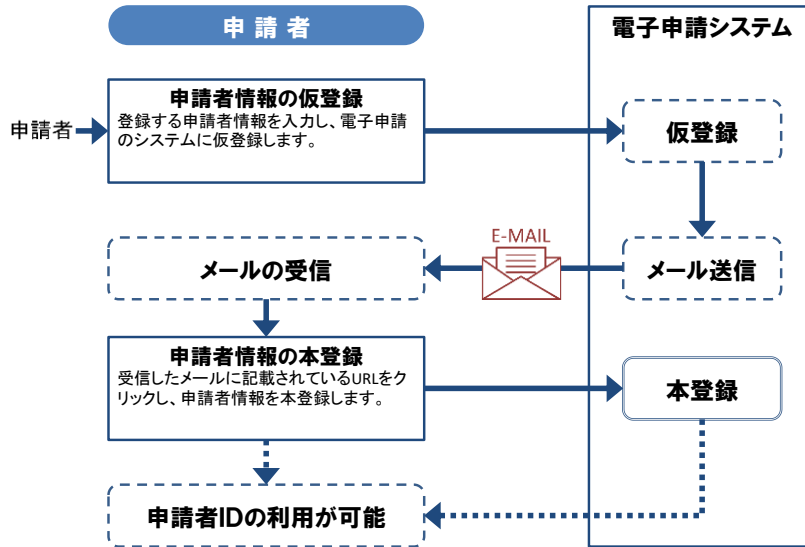 申請者
電子申請システム
申請者情報の仮登録
登録する申請者情報を入力し、電子申請
のシステムに仮登録します。
申請者
仮登録
E-MAIL
メールの受信
メール送信
申請者情報の本登録
受信したメールに記載されているURLをク
リックし、申請者情報を本登録します。
本登録
申請者IDの利用が可能